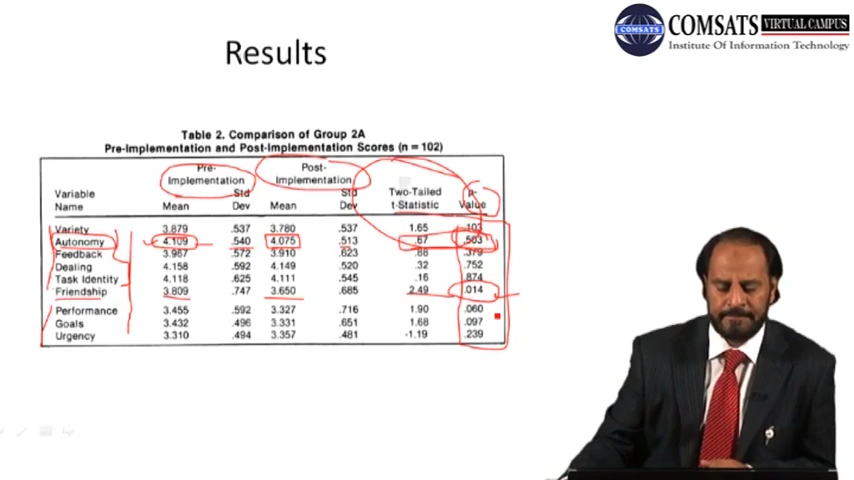 COMSATS VIRTUAL CAMPUS
COMSATS
Institute Of Information Technology
Results
Table 2. Comparison of Group 2A
Pre-Implementation and Post-Implementation Scores (n = 102)
Pre- Post-
Implementation Implementation Two-Tailed p-
Variable Std Std t-Statistic Value
Name Mean Dev Mean Dev
Variety 3.879 .537 3.780 .537 1.65 .103
Autonomy 4.109 .540 4.075 .513 .67 .503
Feedback 3.967 .572 3.910 .623 .88 .379
Dealing 4.158 .592 4.149 .520 .32 .752
Task Identity 4.118 .625 4.111 .545 .16 .874
Friendship 3.809 .747 3.650 .685 2.49 .014
Performance 3.455 .591 3.327 .716 1.90 .060
Goals 3.432 .496 3.331 .651 1.68 .097
Urgency 3.310 .494 3.357 .481 -1.19 .239